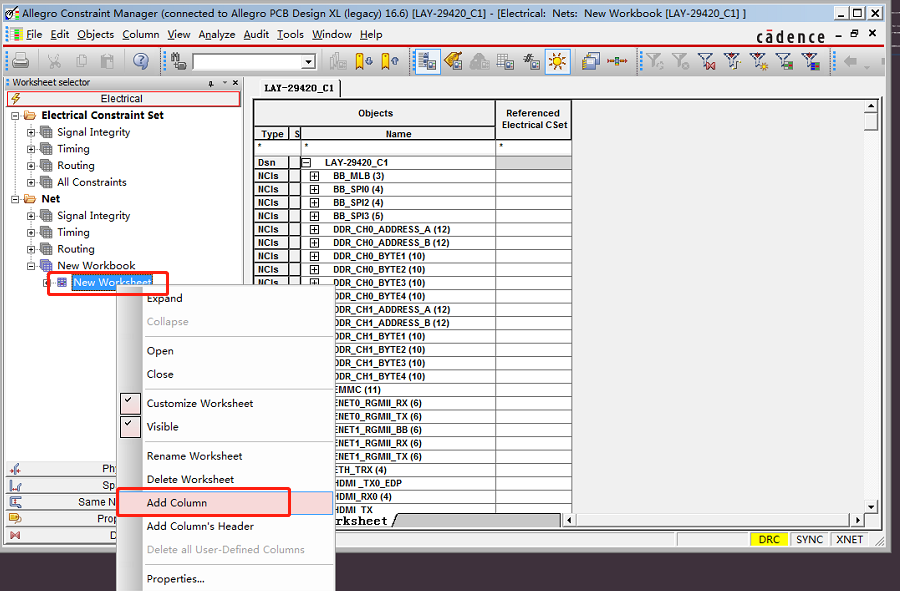 Allegro Constraint Manager (connected to Allegro PCB Design XL (legacy) 16.6) [LAY-29420_C1] - [Electrical: Nets: New Workbook [LAY-29420_C1] ]
File Edit Objects Column View Analyze Audit Tools Window Help
cādence
Worksheet selector
Electrical
Electrical Constraint Set
Signal Integrity
Timing
Routing
All Constraints
Net
Signal Integrity
Timing
Routing
New Workbook
New Worksheet
Expand
Collapse
Open
Close
Customize Worksheet
Visible
Rename Worksheet
Delete Worksheet
Add Column
Add Column's Header
Delete all User-Defined Columns
Properties...
Same N
LAY-29420_C1
Objects
Referenced
Electrical CSet
Type S Name
* * *
Dsn LAY-29420_C1
NCls BB_MLB (3)
NCls BB_SPI0 (4)
NCls BB_SPI2 (4)
NCls BB_SPI3 (5)
NCls DDR_CH0_ADDRESS_A (12)
NCls DDR_CH0_ADDRESS_B (12)
NCls DDR_CH0_BYTE1 (10)
NCls DDR_CH0_BYTE2 (10)
NCls DDR_CH0_BYTE3 (10)
DDR_CH0_BYTE4 (10)
DDR_CH1_ADDRESS_A (12)
DDR_CH1_ADDRESS_B (12)
DDR_CH1_BYTE1 (10)
DDR_CH1_BYTE2 (10)
DDR_CH1_BYTE3 (10)
DDR_CH1_BYTE4 (10)
EMMC (11)
ENET0_RGMII_RX (6)
ENET0_RGMII_TX (6)
ENET1_RGMII_BB (6)
ENET1_RGMII_RX (6)
ENET1_RGMII_TX (6)
ETH_TRX (4)
HDMI_TX0_EDP
HDMI_RX0 (4)
HDMI_TX
rksheet
DRC SYNC XNET